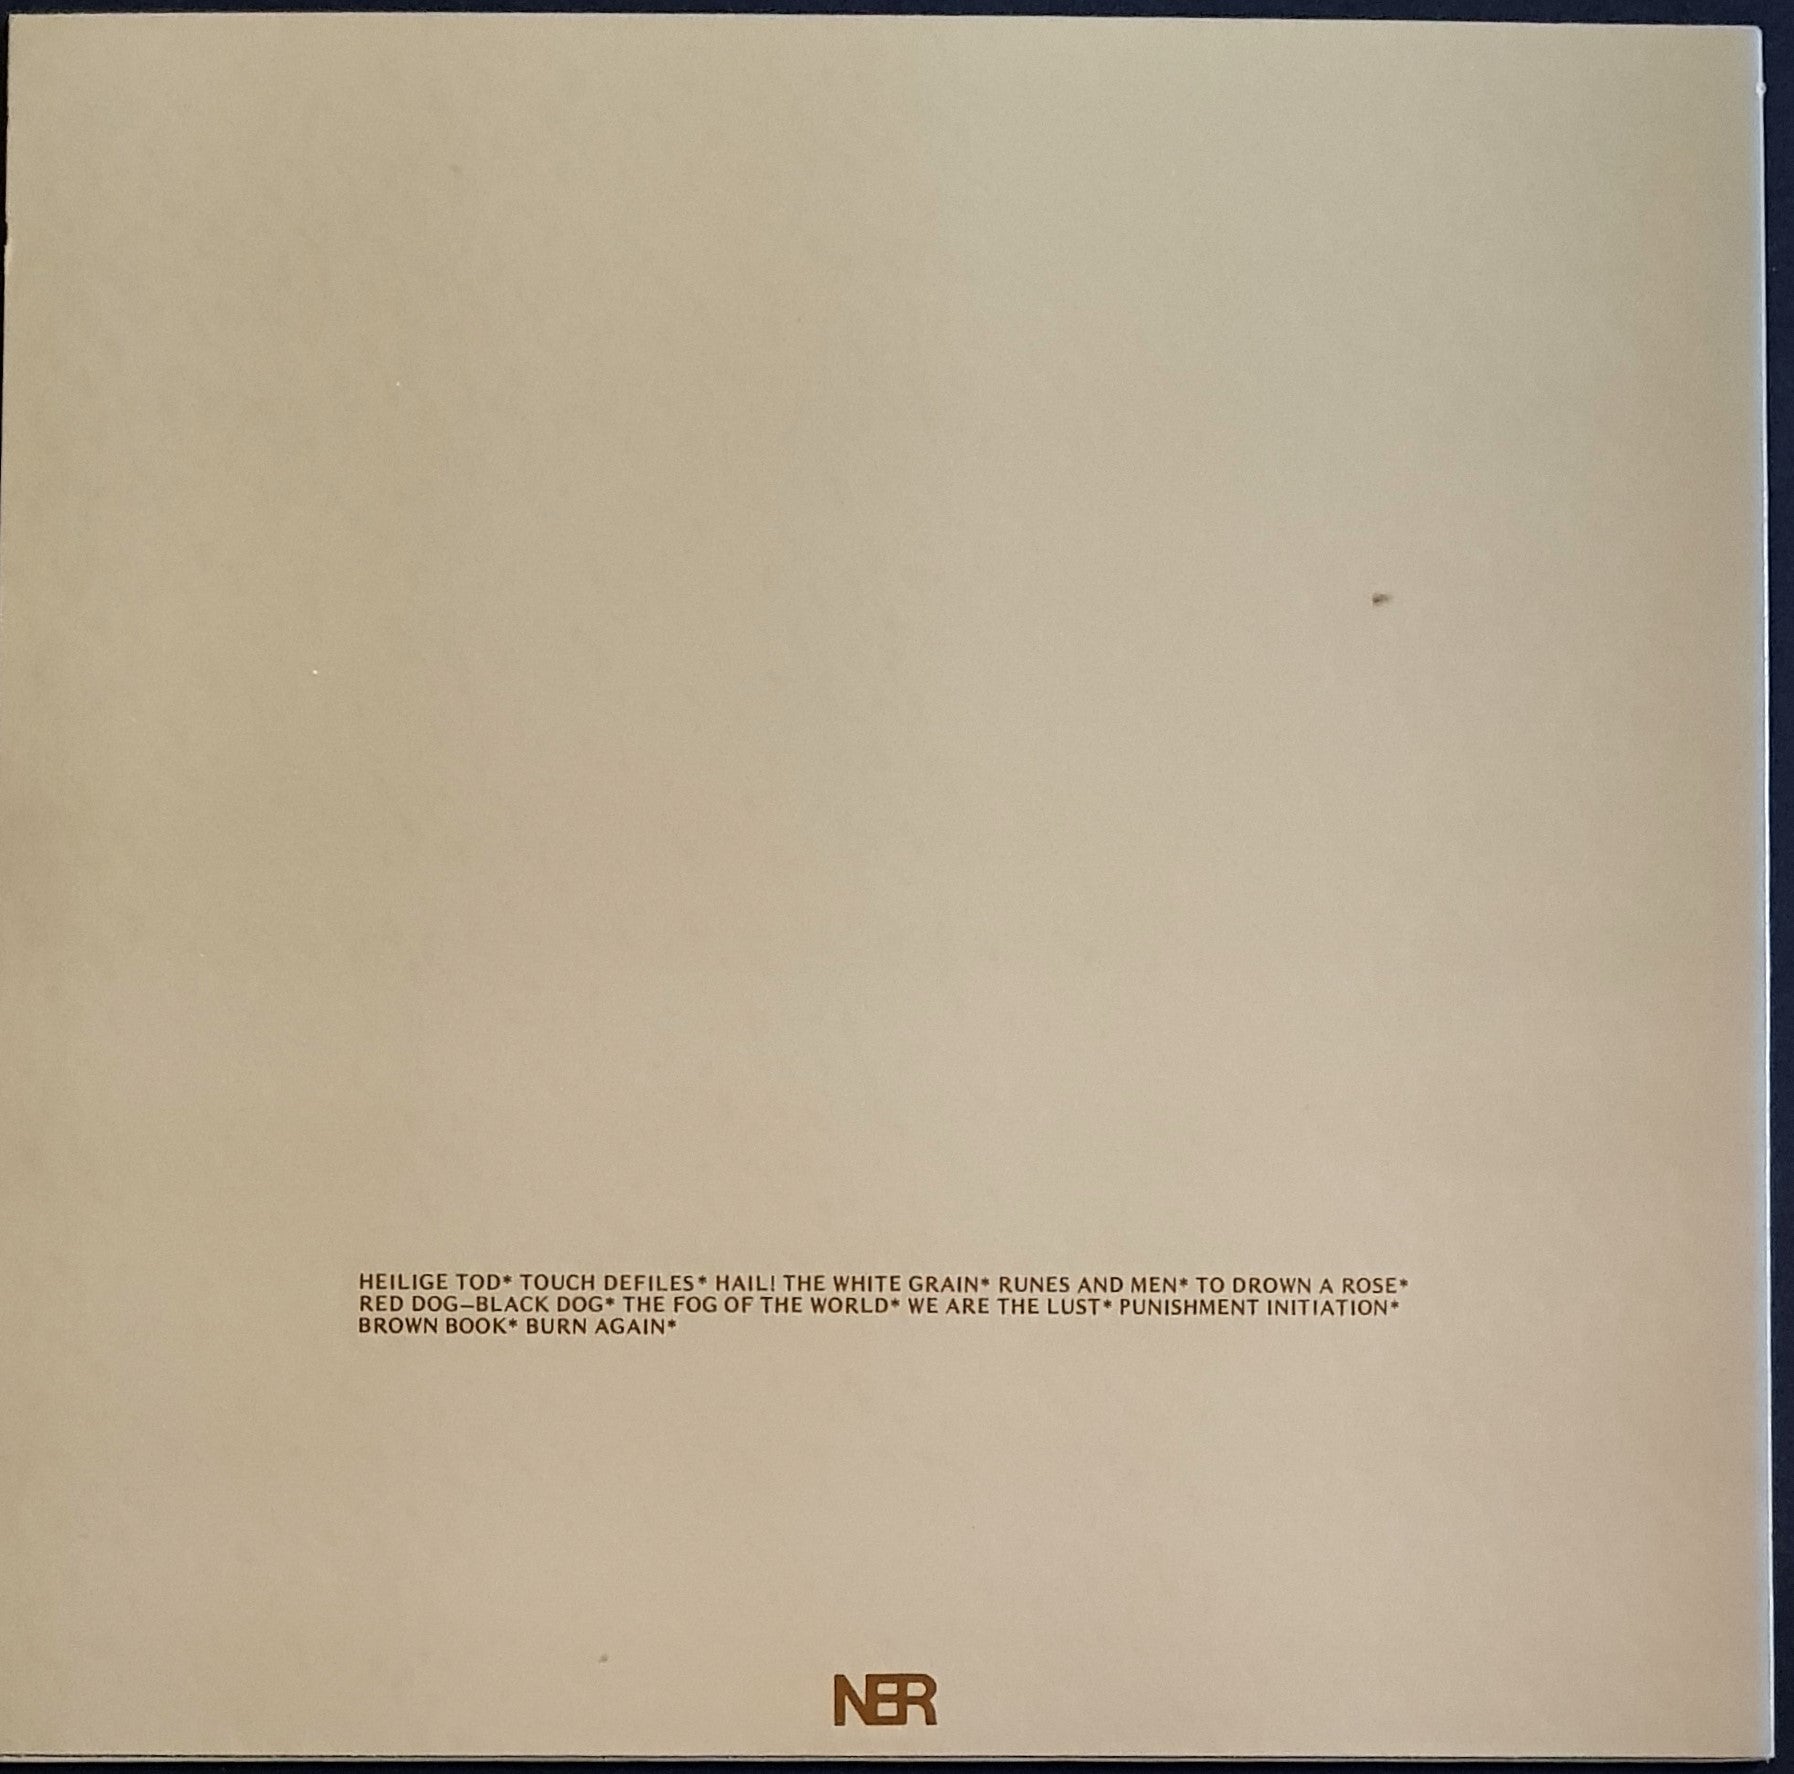 HEILIGE TOD* TOUCH DEFILES* HAIL! THE WHITE GRAIN* RUNES AND MEN* TO DROWN A ROSE*
RED DOG–BLACK DOG* THE FOG OF THE WORLD* WE ARE THE LUST* PUNISHMENT INITIATION*
BROWN BOOK* BURN AGAIN*
NER